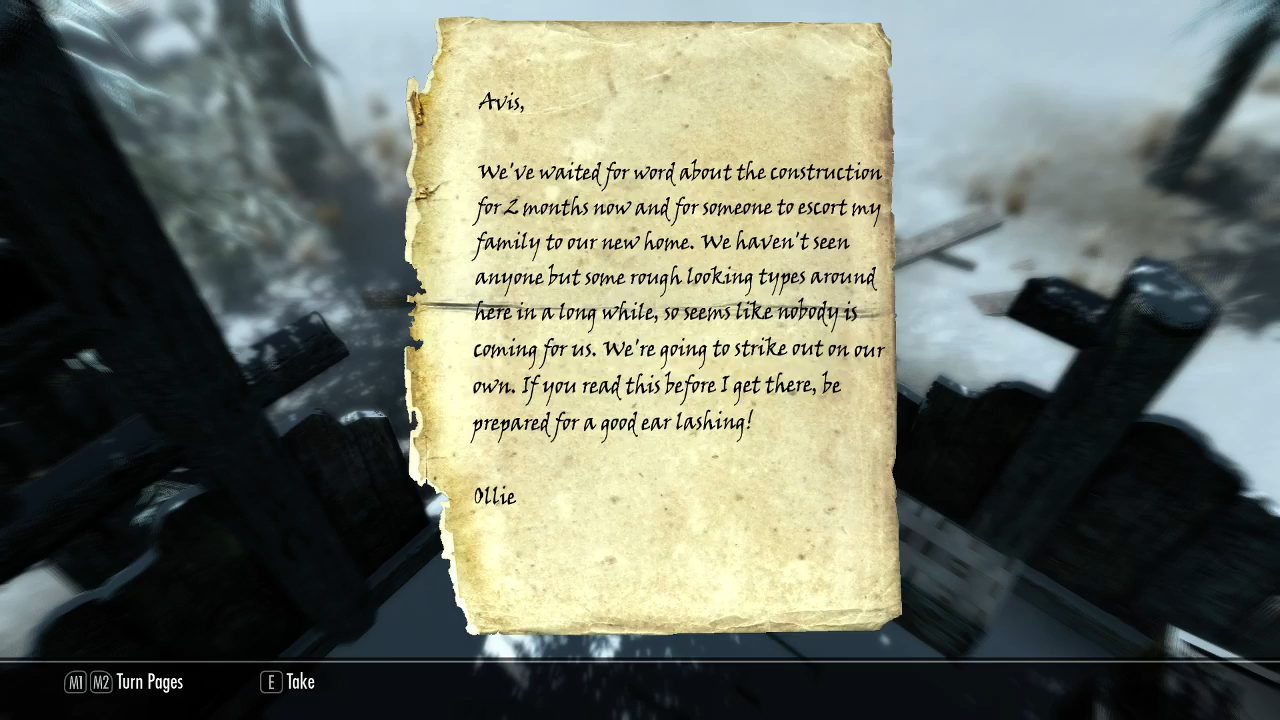 Avis,
We've waited for word about the construction
for 2 months now and for someone to escort my
family to our new home. We haven't seen
anyone but some rough looking types around
here in a long while, so seems like nobody is
coming for us. We're going to strike out on our
own. If you read this before I get there, be
prepared for a good ear lashing!
Ollie
M1 M2 Turn Pages E Take